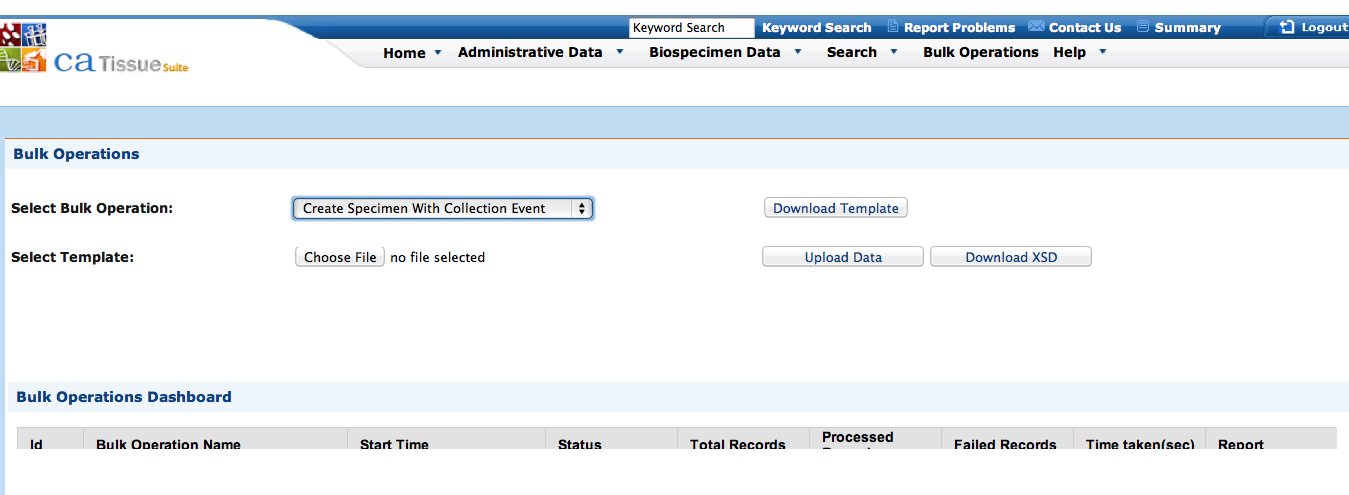 Keyword Search Keyword Search Report Problems Contact Us Summary Logout
caTissue Suite
Home Administrative Data Biospecimen Data Search Bulk Operations Help
Bulk Operations
Select Bulk Operation: Create Specimen With Collection Event Download Template
Select Template: Choose File no file selected Upload Data Download XSD
Bulk Operations Dashboard
Id Bulk Operation Name Start Time Status Total Records Processed Failed Records Time taken(sec) Report